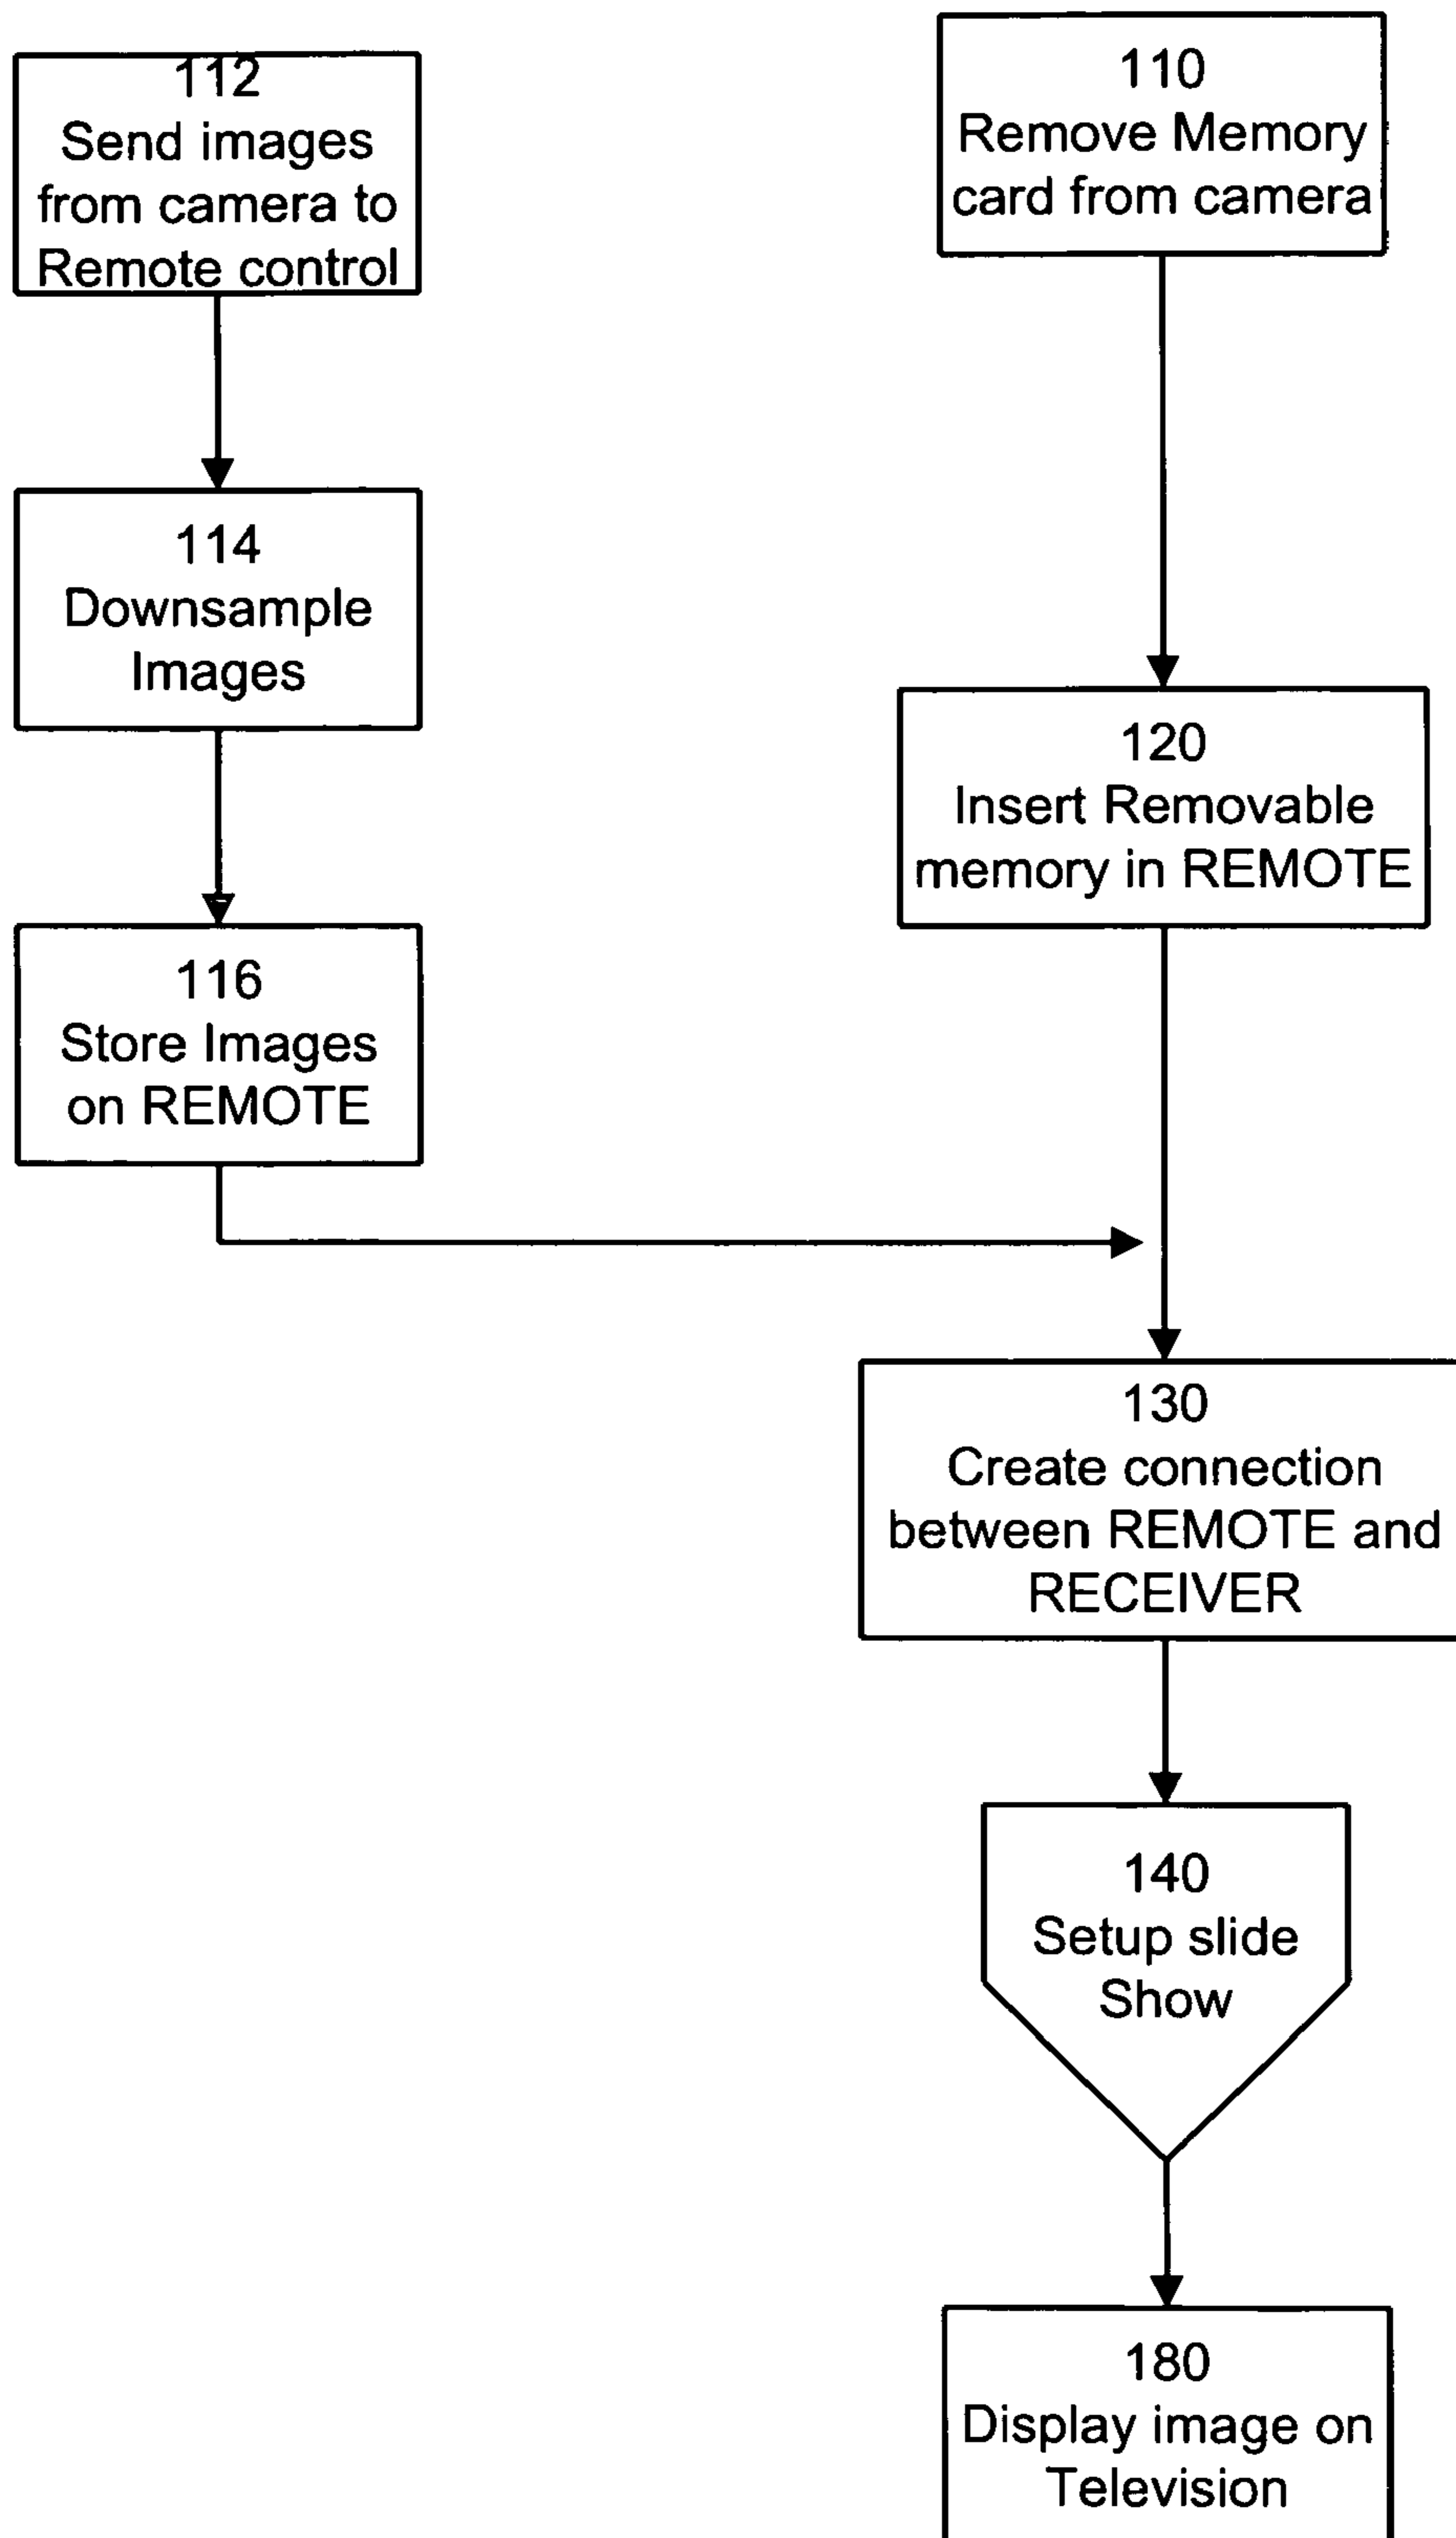 112
Send images
from camera to
Remote control
110
Remove Memory
card from camera
114
Downsample
Images
120
Insert Removable
memory in REMOTE
116
Store Images
on REMOTE
130
Create connection
between REMOTE and
RECEIVER
140
Setup slide
Show
180
Display image on
Television